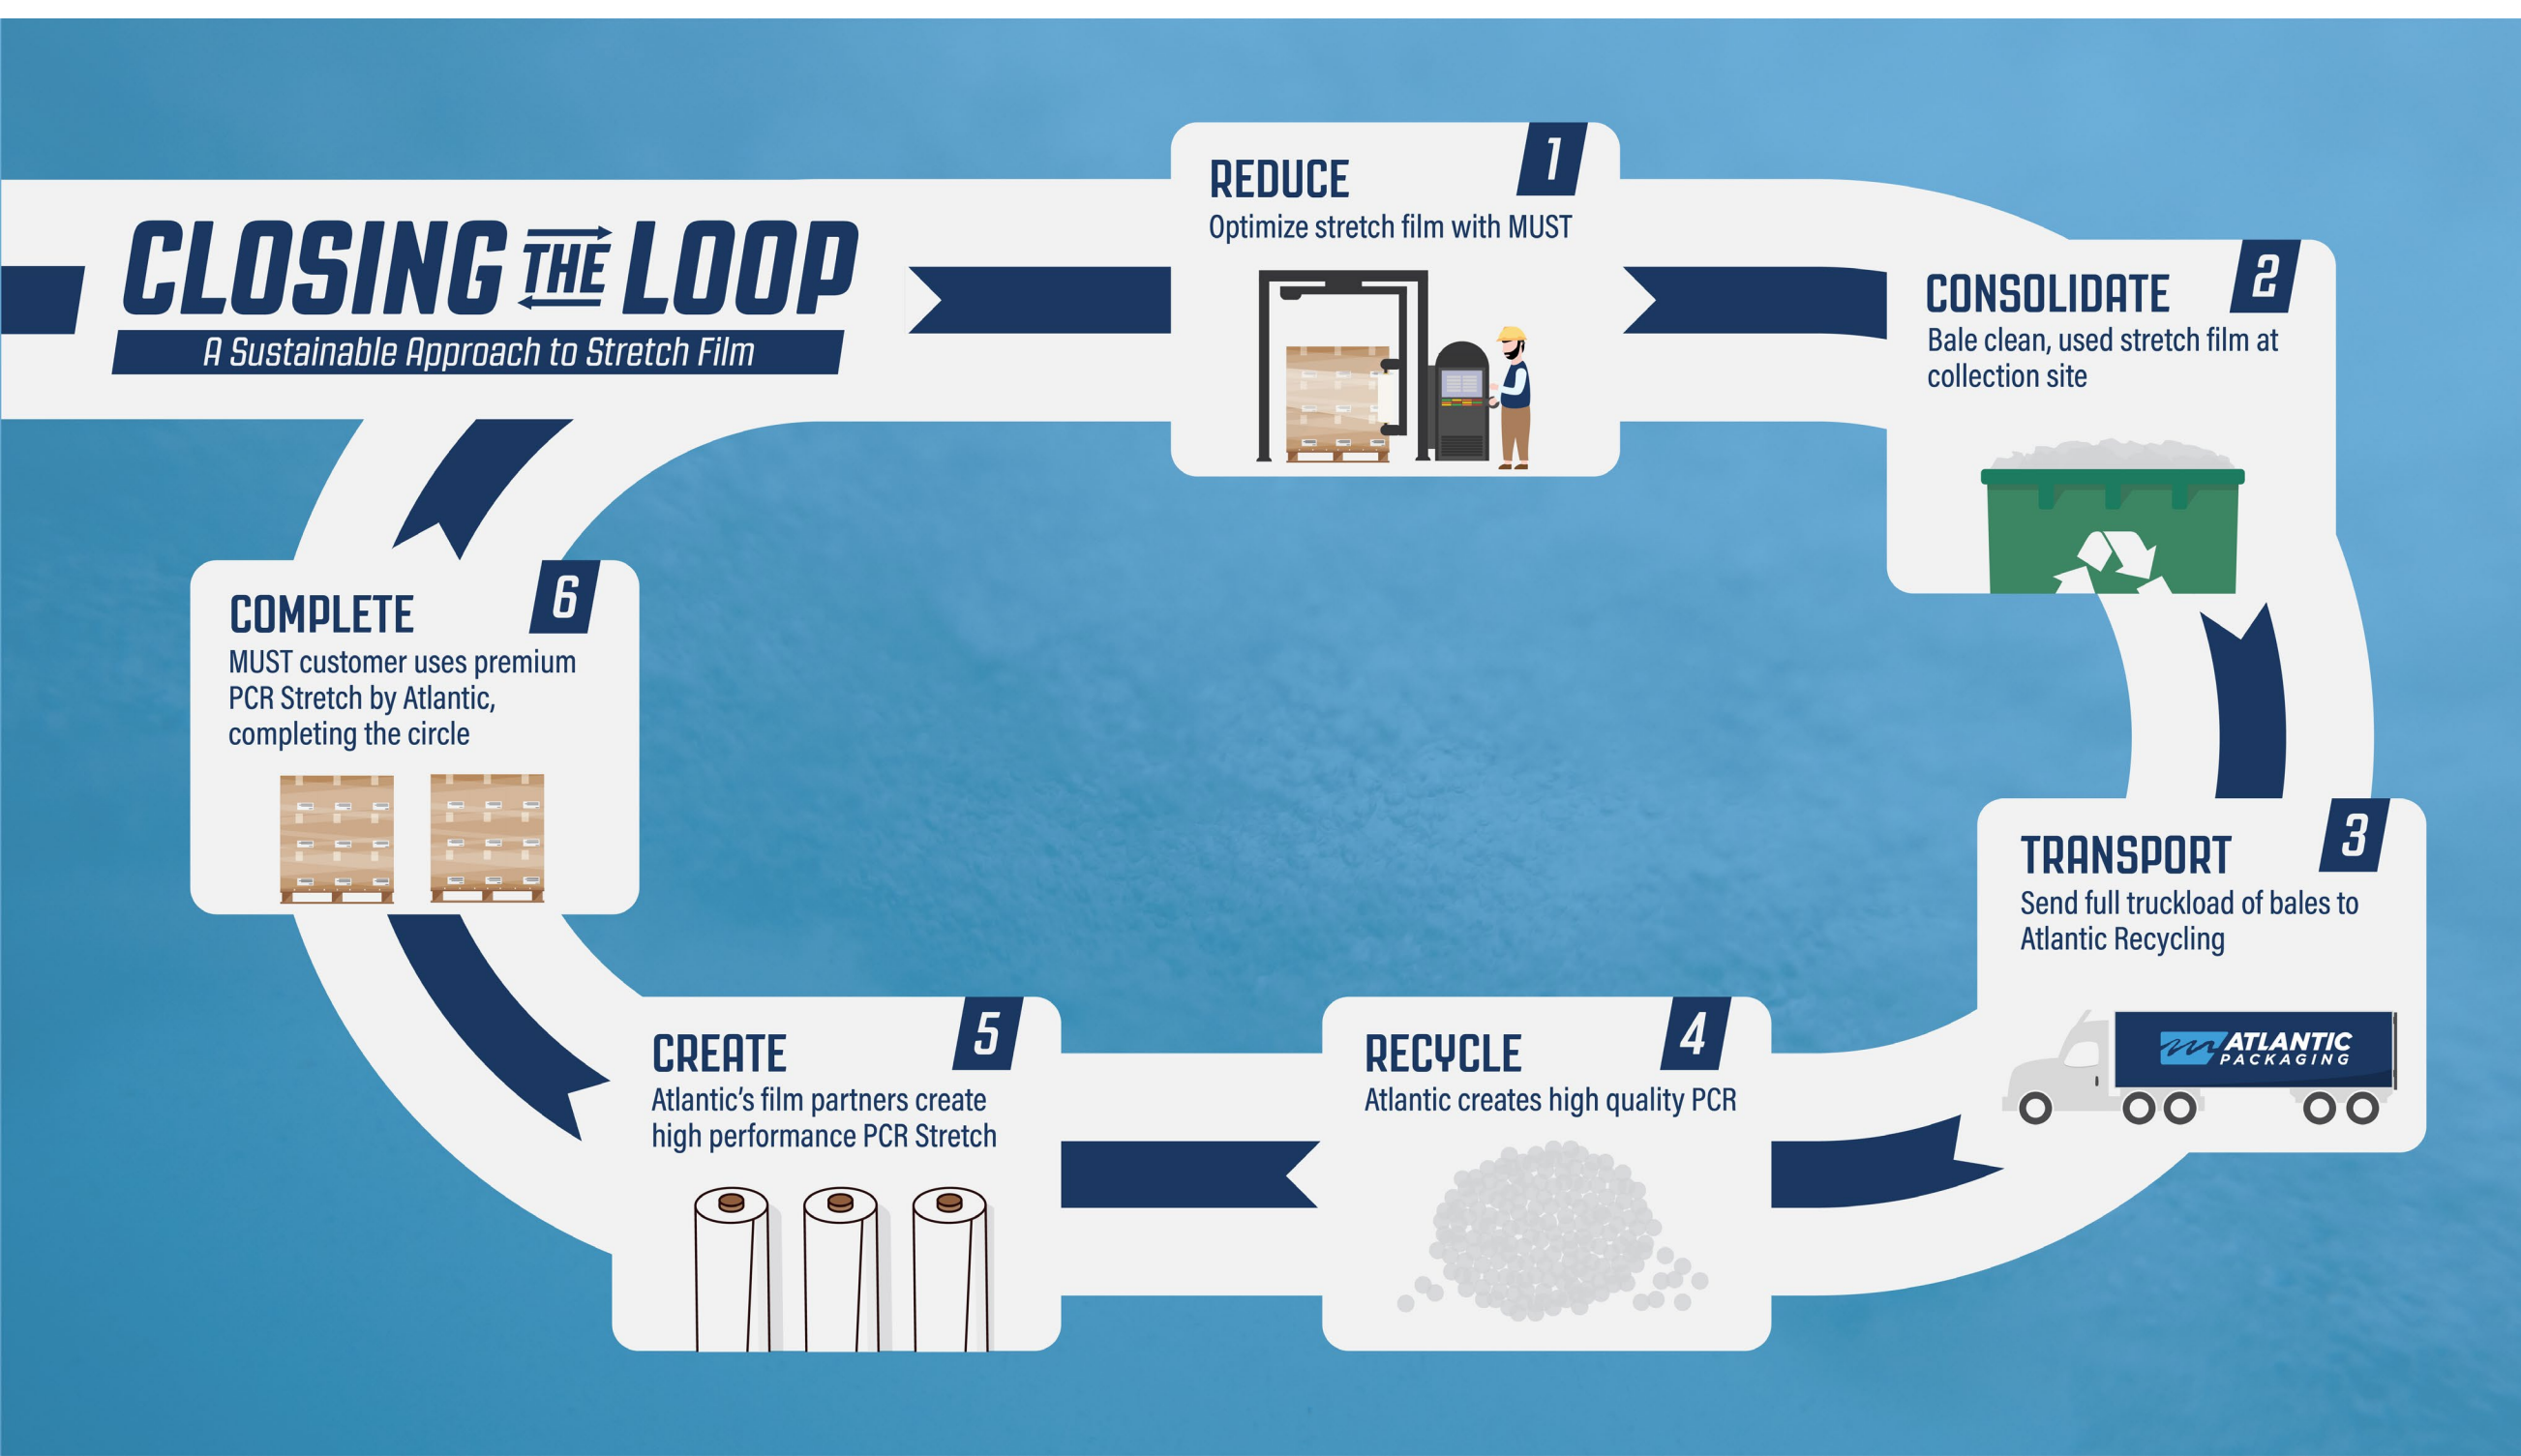 CLOSING THE LOOP
A Sustainable Approach to Stretch Film
1
REDUCE
Optimize stretch film with MUST
2
CONSOLIDATE
Bale clean, used stretch film at
collection site
3
TRANSPORT
Send full truckload of bales to
Atlantic Recycling
ATLANTIC
PACKAGING
4
RECYCLE
Atlantic creates high quality PCR
5
CREATE
Atlantic's film partners create
high performance PCR Stretch
6
COMPLETE
MUST customer uses premium
PCR Stretch by Atlantic,
completing the circle